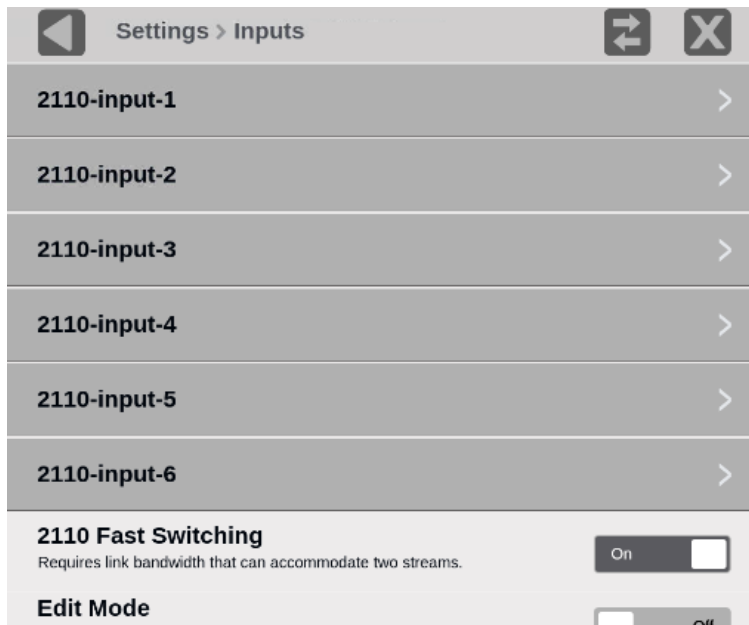 Settings > Inputs
2110-input-1
2110-input-2
2110-input-3
2110-input-4
2110-input-5
2110-input-6
2110 Fast Switching
Requires link bandwidth that can accommodate two streams.
On
Edit Mode
Off